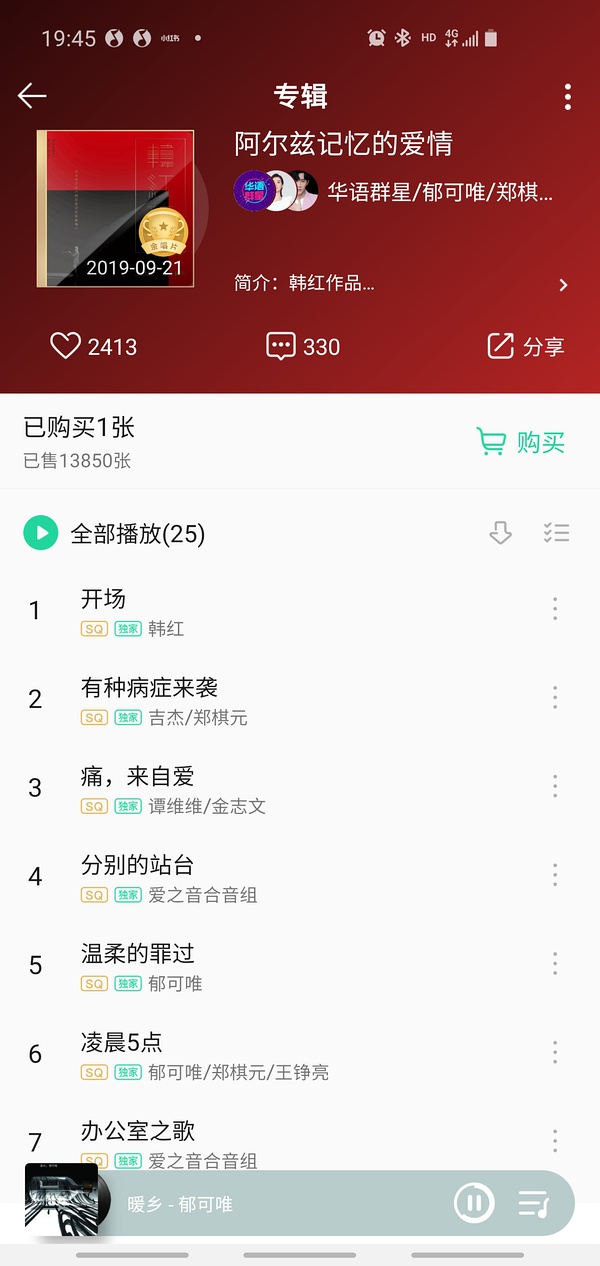 19:45
小红书
HD
4G
专辑
阿尔兹记忆的爱情
华语群星
华语群星/郁可唯/郑棋...
韩红
金唱片
2019-09-21
简介：韩红作品...
2413
330
分享
已购买1张
已售13850张
购买
全部播放(25)
1
开场
SQ 独家 韩红
2
有种病症来袭
SQ 独家 吉杰/郑棋元
3
痛，来自爱
SQ 独家 谭维维/金志文
4
分别的站台
SQ 独家 爱之音合音组
5
温柔的罪过
SQ 独家 郁可唯
6
凌晨5点
SQ 独家 郁可唯/郑棋元/王铮亮
7
办公室之歌
SQ 独家 爱之音合音组
暖乡 - 郁可唯